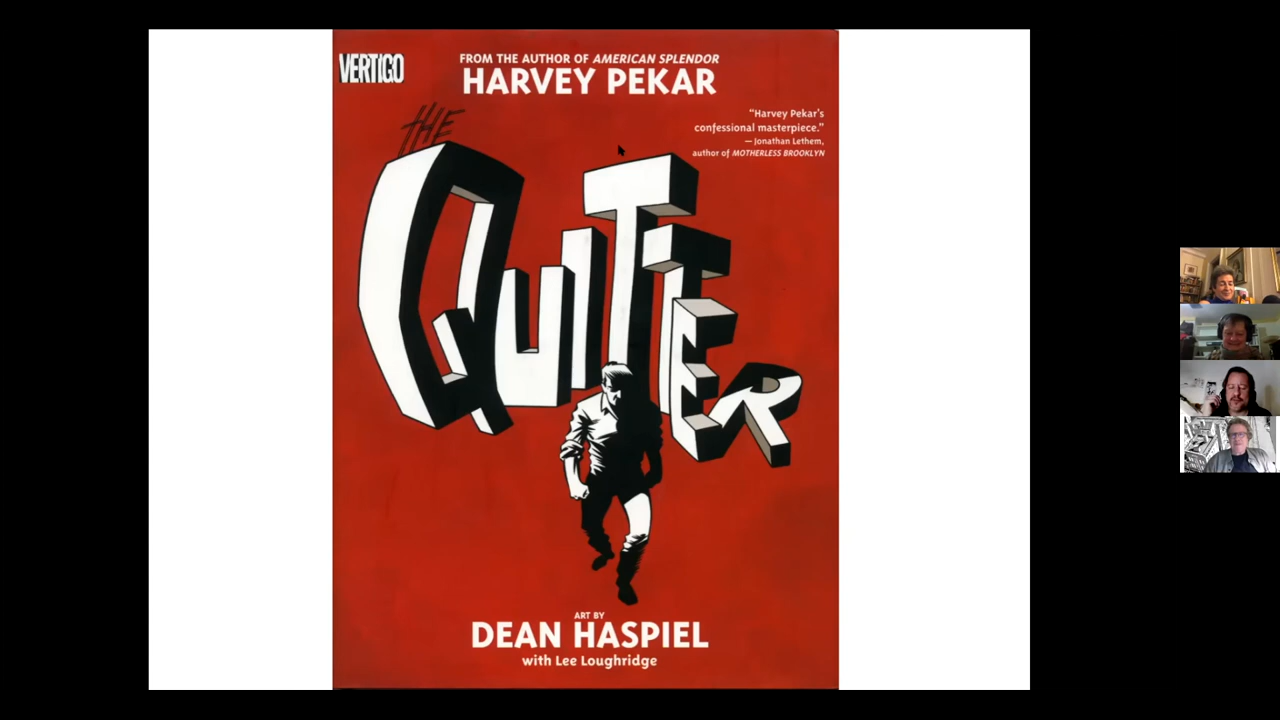 VERTIGO
FROM THE AUTHOR OF AMERICAN SPLENDOR
HARVEY PEKAR
“Harvey Pekar's
confessional masterpiece.”
— Jonathan Lethem,
author of MOTHERLESS BROOKLYN
THE
QUITTER
ART BY
DEAN HASPIEL
with Lee Loughridge